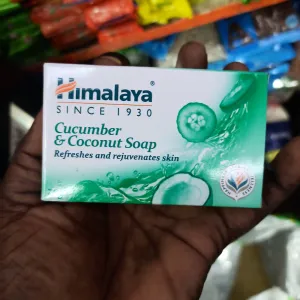 Himalaya®
SINCE 1930
Cucumber
& Coconut Soap
Refreshes and rejuvenates skin